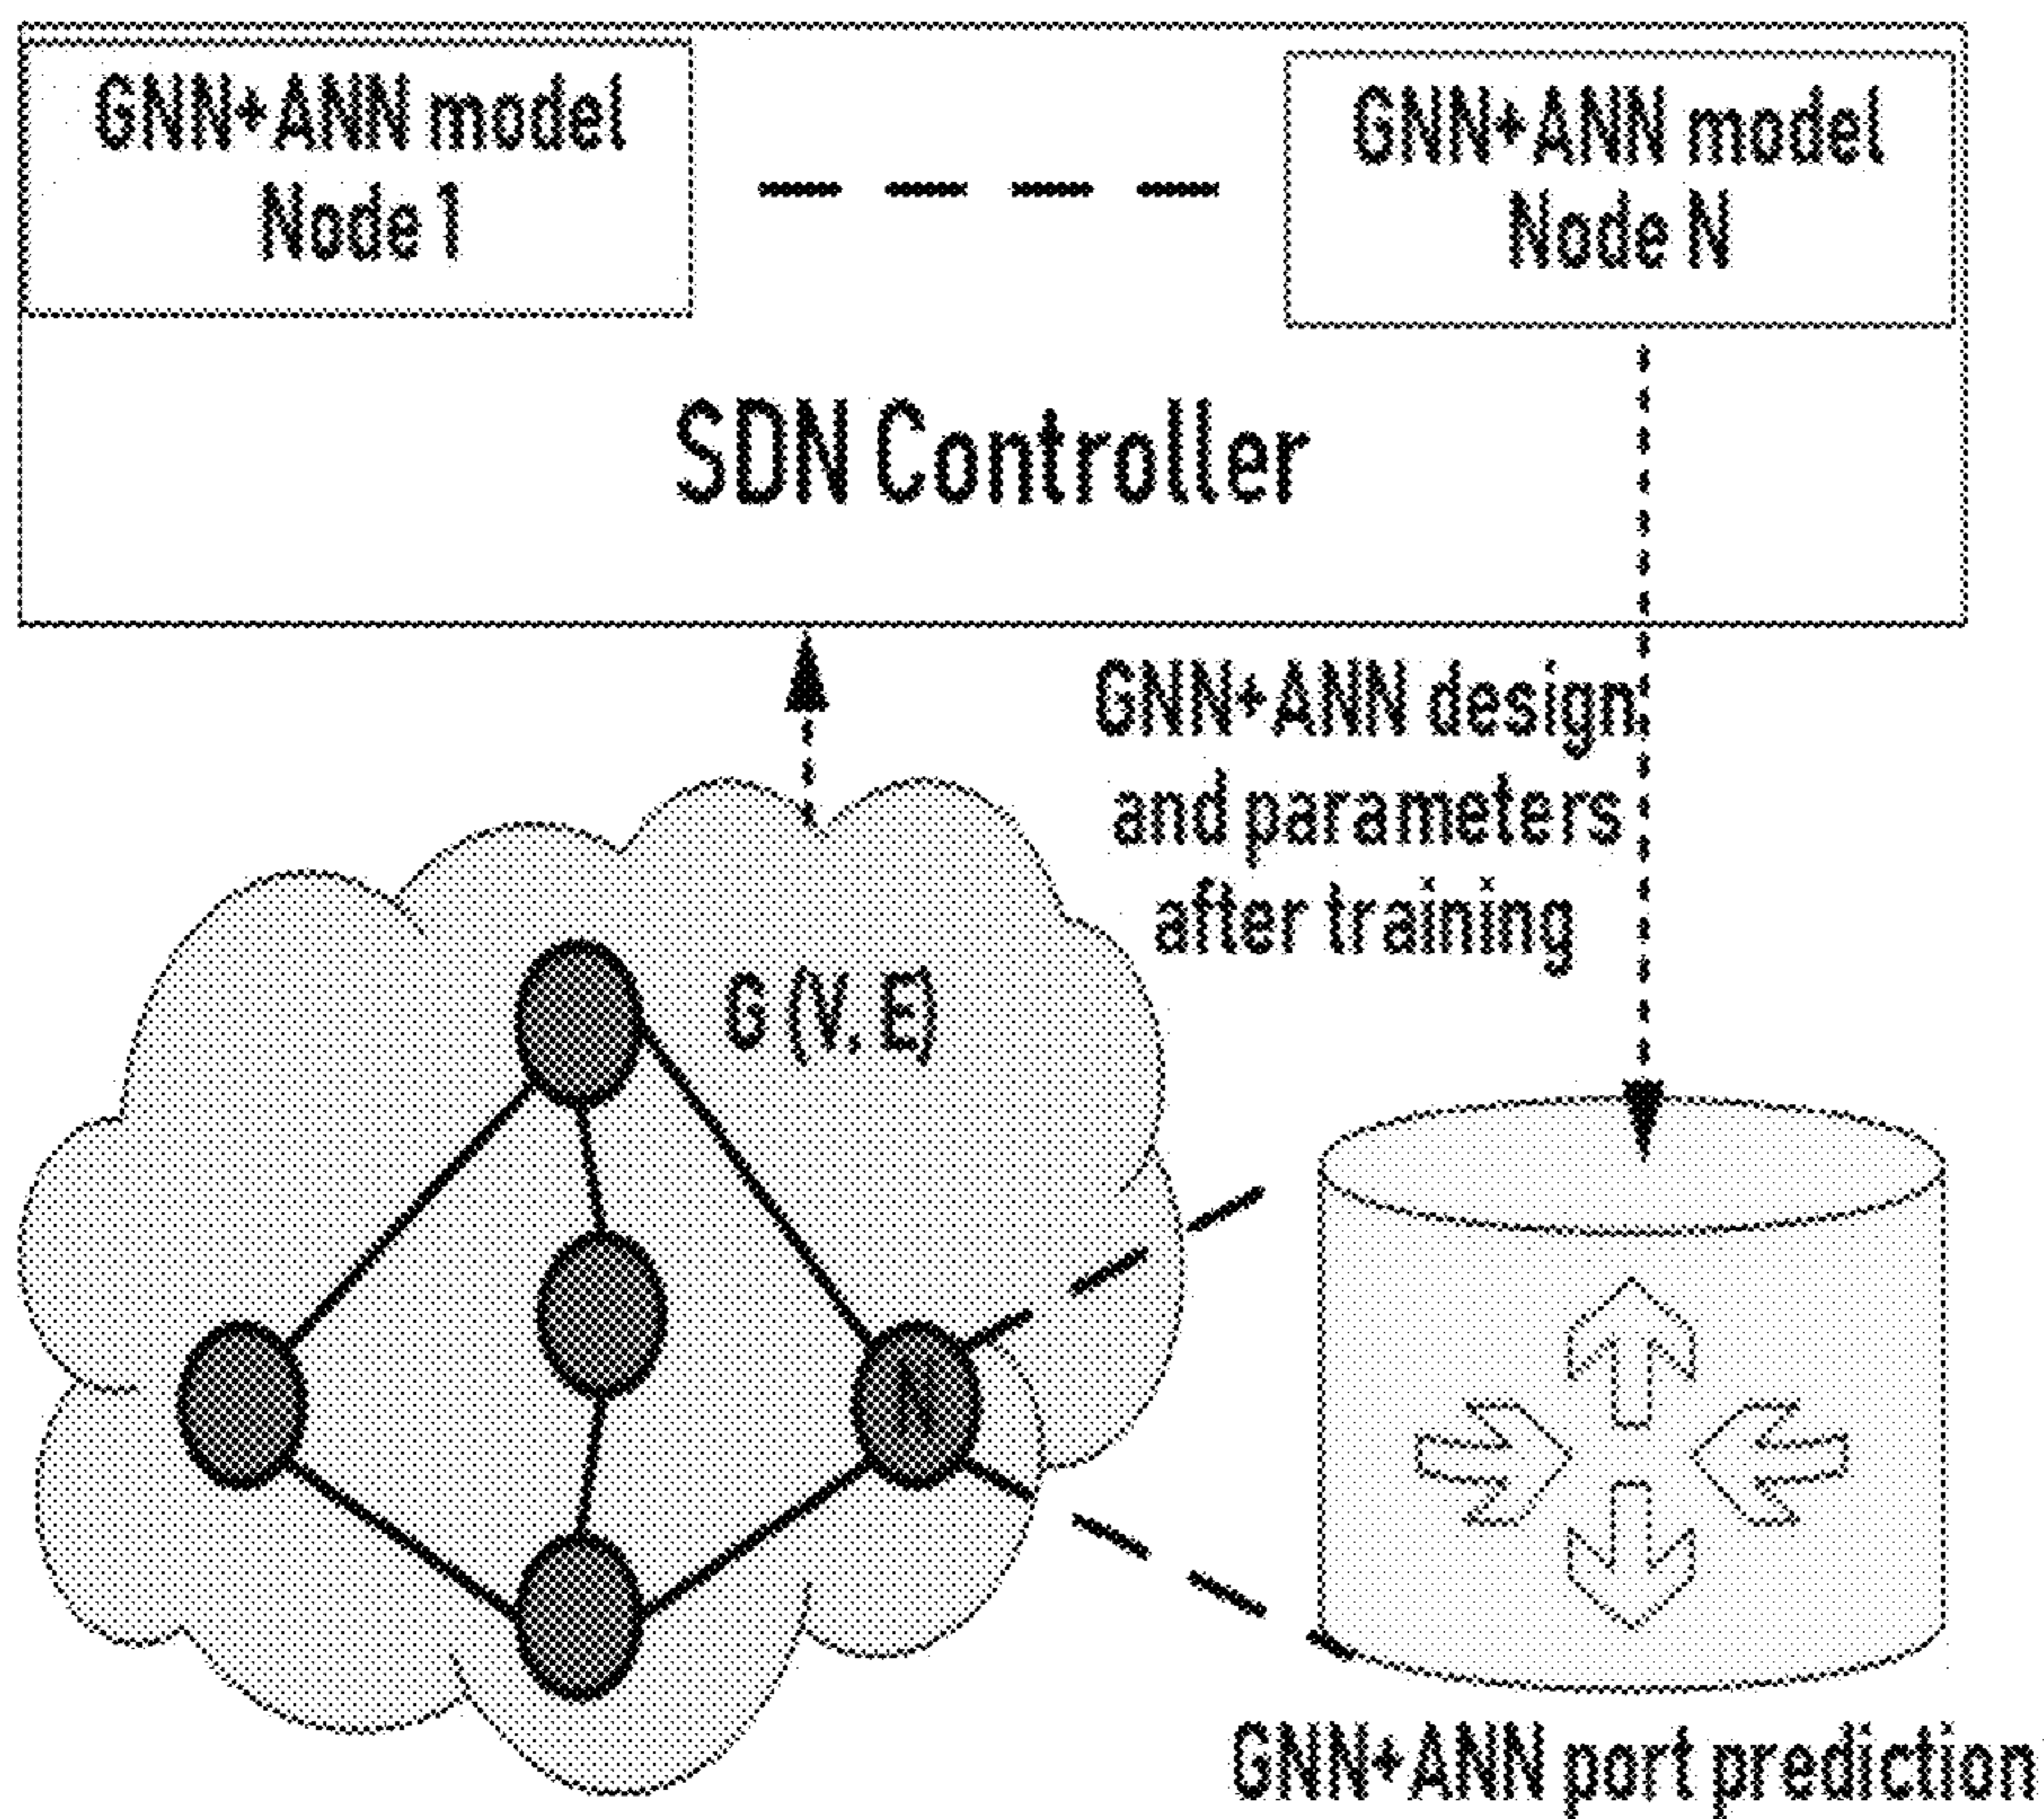 GNN+ANN model
Node 1
GNN+ANN model
Node N
SDN Controller
GNN+ANN design
and parameters
after training
G (V, E)
N
GNN+ANN port prediction